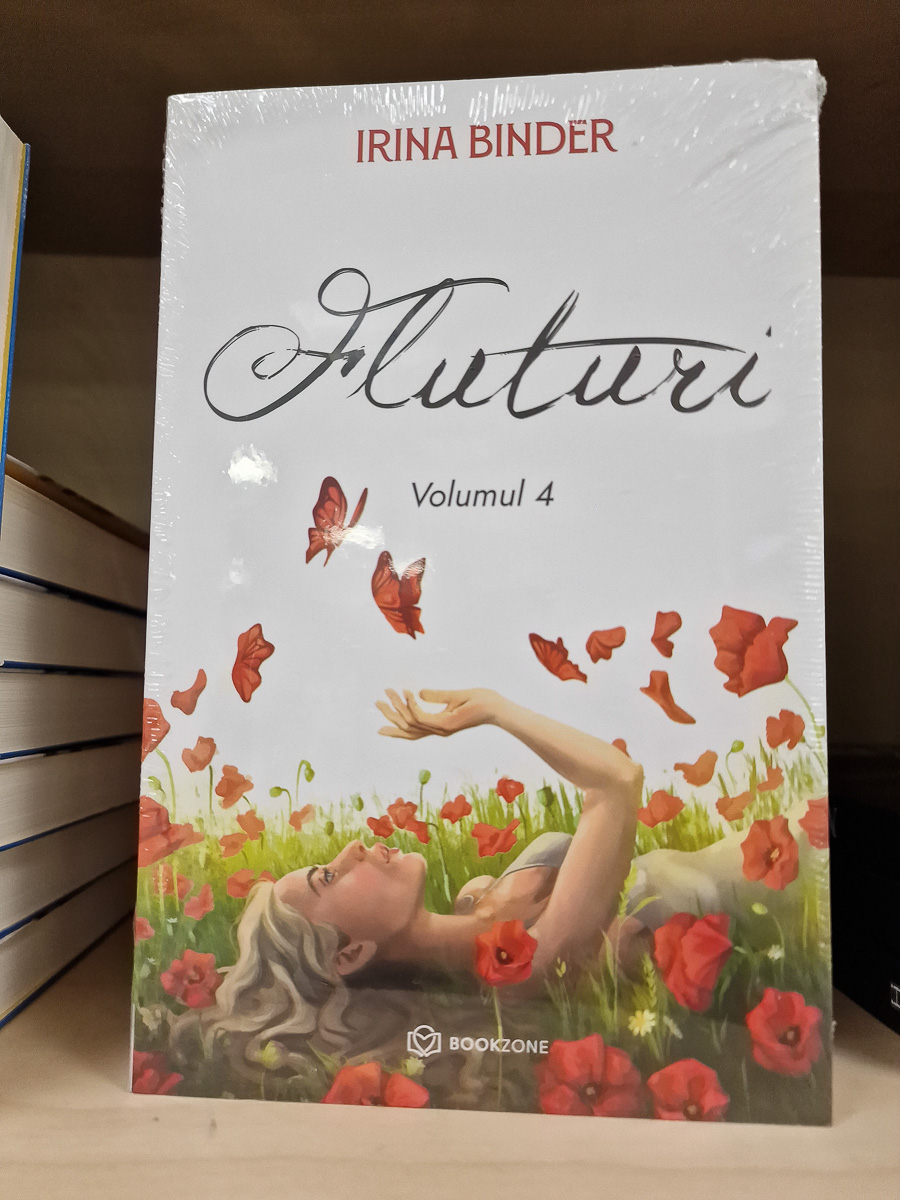 IRINA BINDER
Fluturi
Volumul 4
BOOKZONE